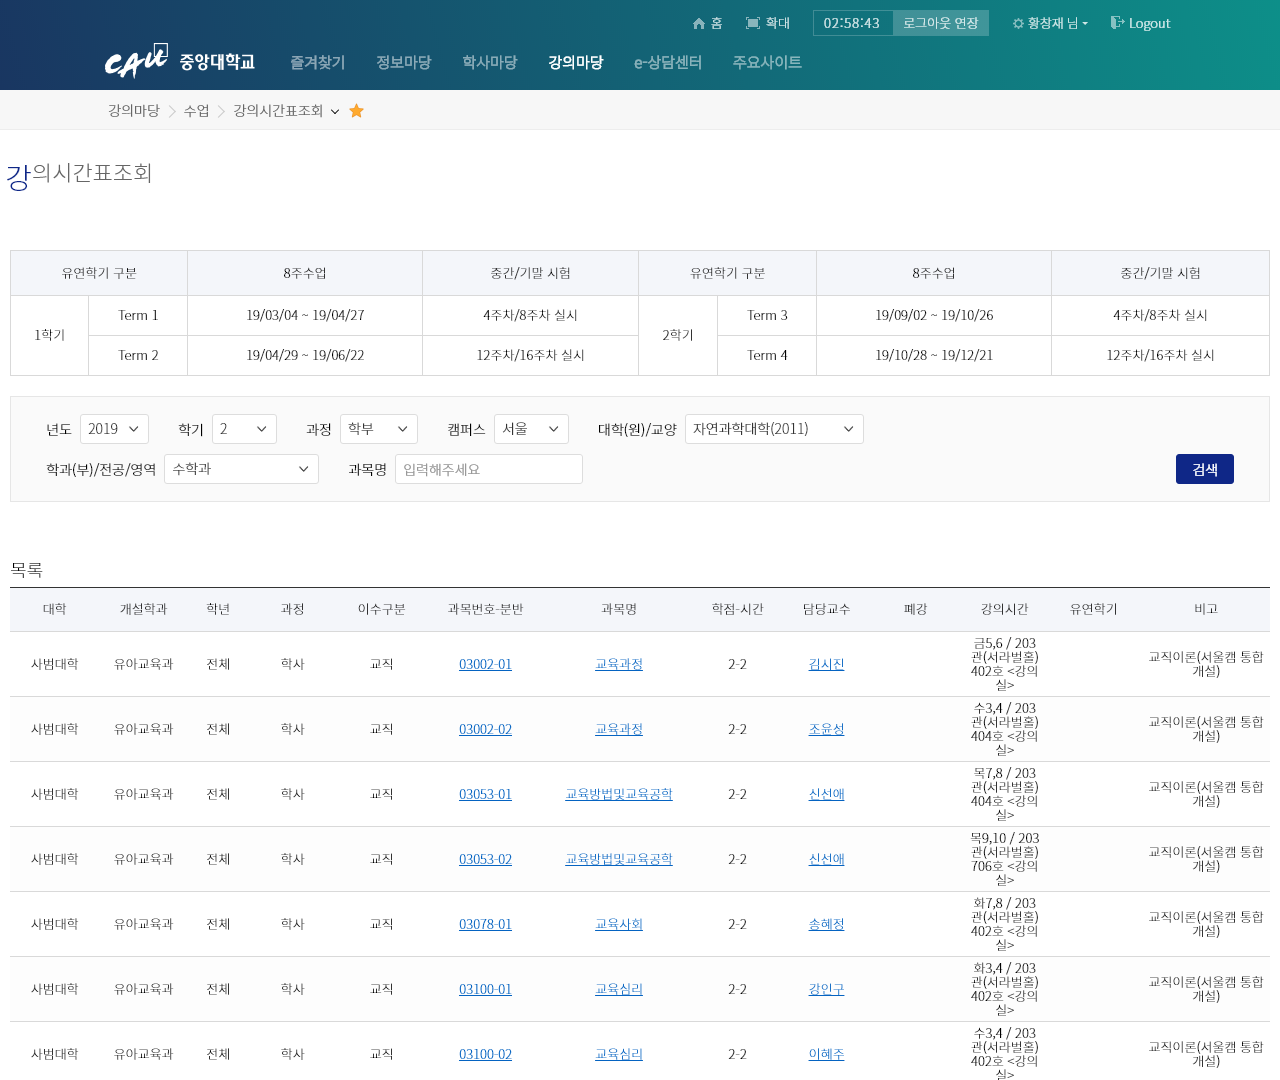 홈 확대 02:58:43 로그아웃 연장 황창재 님 Logout
CAU 중앙대학교 즐겨찾기 정보마당 학사마당 강의마당 e-상담센터 주요사이트
강의마당 수업 강의시간표조회
강의시간표조회
유연학기 구분 8주수업 중간/기말 시험 유연학기 구분 8주수업 중간/기말 시험
1학기 Term 1 19/03/04 ~ 19/04/27 4주차/8주차 실시 2학기 Term 3 19/09/02 ~ 19/10/26 4주차/8주차 실시
Term 2 19/04/29 ~ 19/06/22 12주차/16주차 실시 Term 4 19/10/28 ~ 19/12/21 12주차/16주차 실시
년도 2019 학기 2 과정 학부 캠퍼스 서울 대학(원)/교양 자연과학대학(2011)
학과(부)/전공/영역 수학과 과목명 입력해주세요 검색
목록
대학 개설학과 학년 과정 이수구분 과목번호-분반 과목명 학점-시간 담당교수 폐강 강의시간 유연학기 비고
사범대학 유아교육과 전체 학사 교직 03002-01 교육과정 2-2 김시진 금5,6 / 203
관(서라벌홀)
402호 <강의
실> 교직이론(서울캠 통합
개설)
사범대학 유아교육과 전체 학사 교직 03002-02 교육과정 2-2 조윤성 수3,4 / 203
관(서라벌홀)
404호 <강의
실> 교직이론(서울캠 통합
개설)
사범대학 유아교육과 전체 학사 교직 03053-01 교육방법및교육공학 2-2 신선애 목7,8 / 203
관(서라벌홀)
404호 <강의
실> 교직이론(서울캠 통합
개설)
사범대학 유아교육과 전체 학사 교직 03053-02 교육방법및교육공학 2-2 신선애 목9,10 / 203
관(서라벌홀)
706호 <강의
실> 교직이론(서울캠 통합
개설)
사범대학 유아교육과 전체 학사 교직 03078-01 교육사회 2-2 송혜정 화7,8 / 203
관(서라벌홀)
402호 <강의
실> 교직이론(서울캠 통합
개설)
사범대학 유아교육과 전체 학사 교직 03100-01 교육심리 2-2 강인구 화3,4 / 203
관(서라벌홀)
402호 <강의
실> 교직이론(서울캠 통합
개설)
사범대학 유아교육과 전체 학사 교직 03100-02 교육심리 2-2 이혜주 수3,4 / 203
관(서라벌홀)
402호 <강의
실> 교직이론(서울캠 통합
개설)